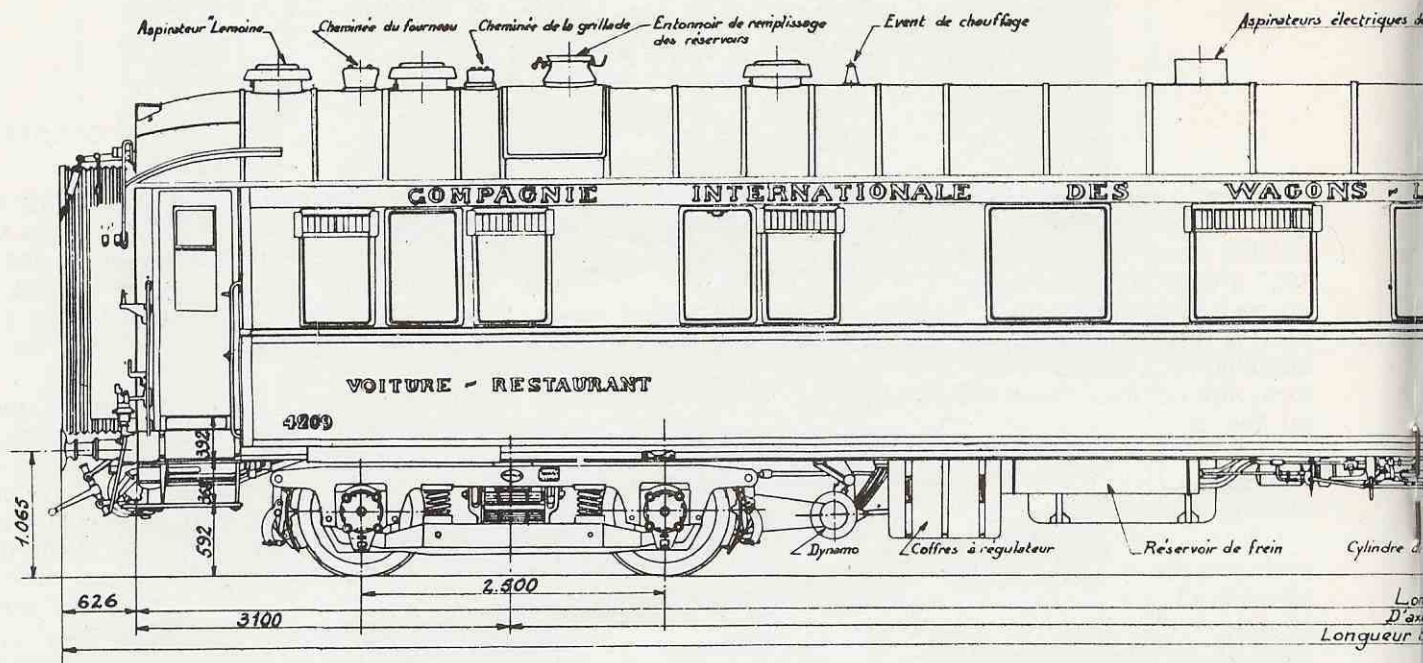 Aspirateur "Lemoine
Cheminée du fourneau
Cheminée de la grillade
Entonnoir de remplissage
des réservoirs
Event de chauffage
Aspirateurs électriques
COMPAGNIE INTERNATIONALE DES WAGONS -
VOITURE - RESTAURANT
4209
392
592
1.065
Dynamo
Coffres à régulateur
Réservoir de frein
Cylindre
2.500
626
3100
Longueur